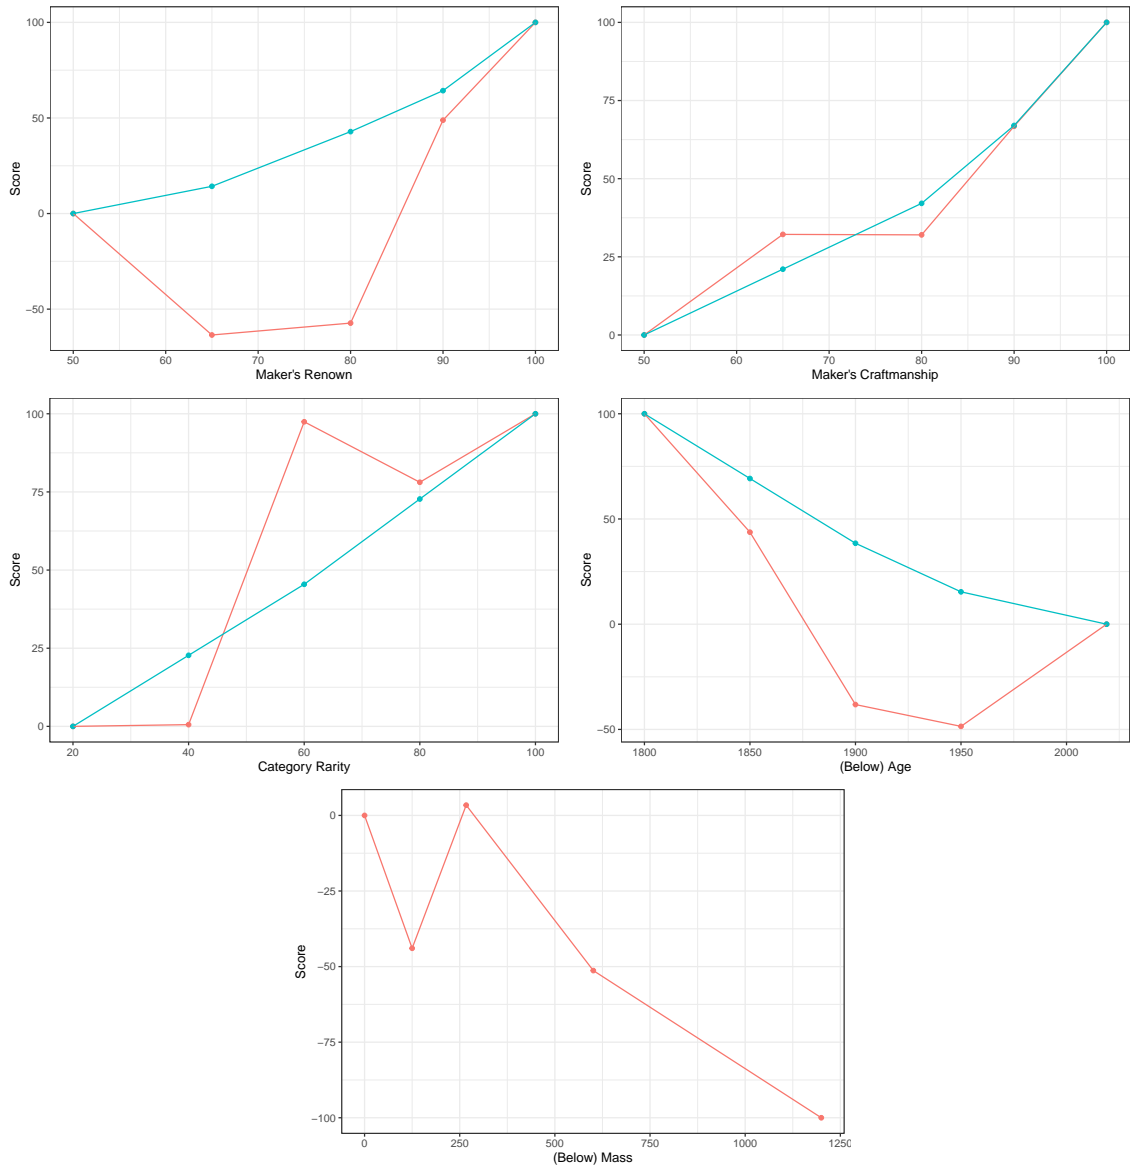 100
50
0
−50
Score
50 60 70 80 90 100
Maker's Renown
100
75
50
25
0
Score
50 60 70 80 90 100
Maker's Craftmanship
100
75
50
25
0
Score
20 40 60 80 100
Category Rarity
100
50
0
−50
Score
1800 1850 1900 1950 2000
(Below) Age
0
−25
−50
−75
−100
Score
0 250 500 750 1000 1250
(Below) Mass